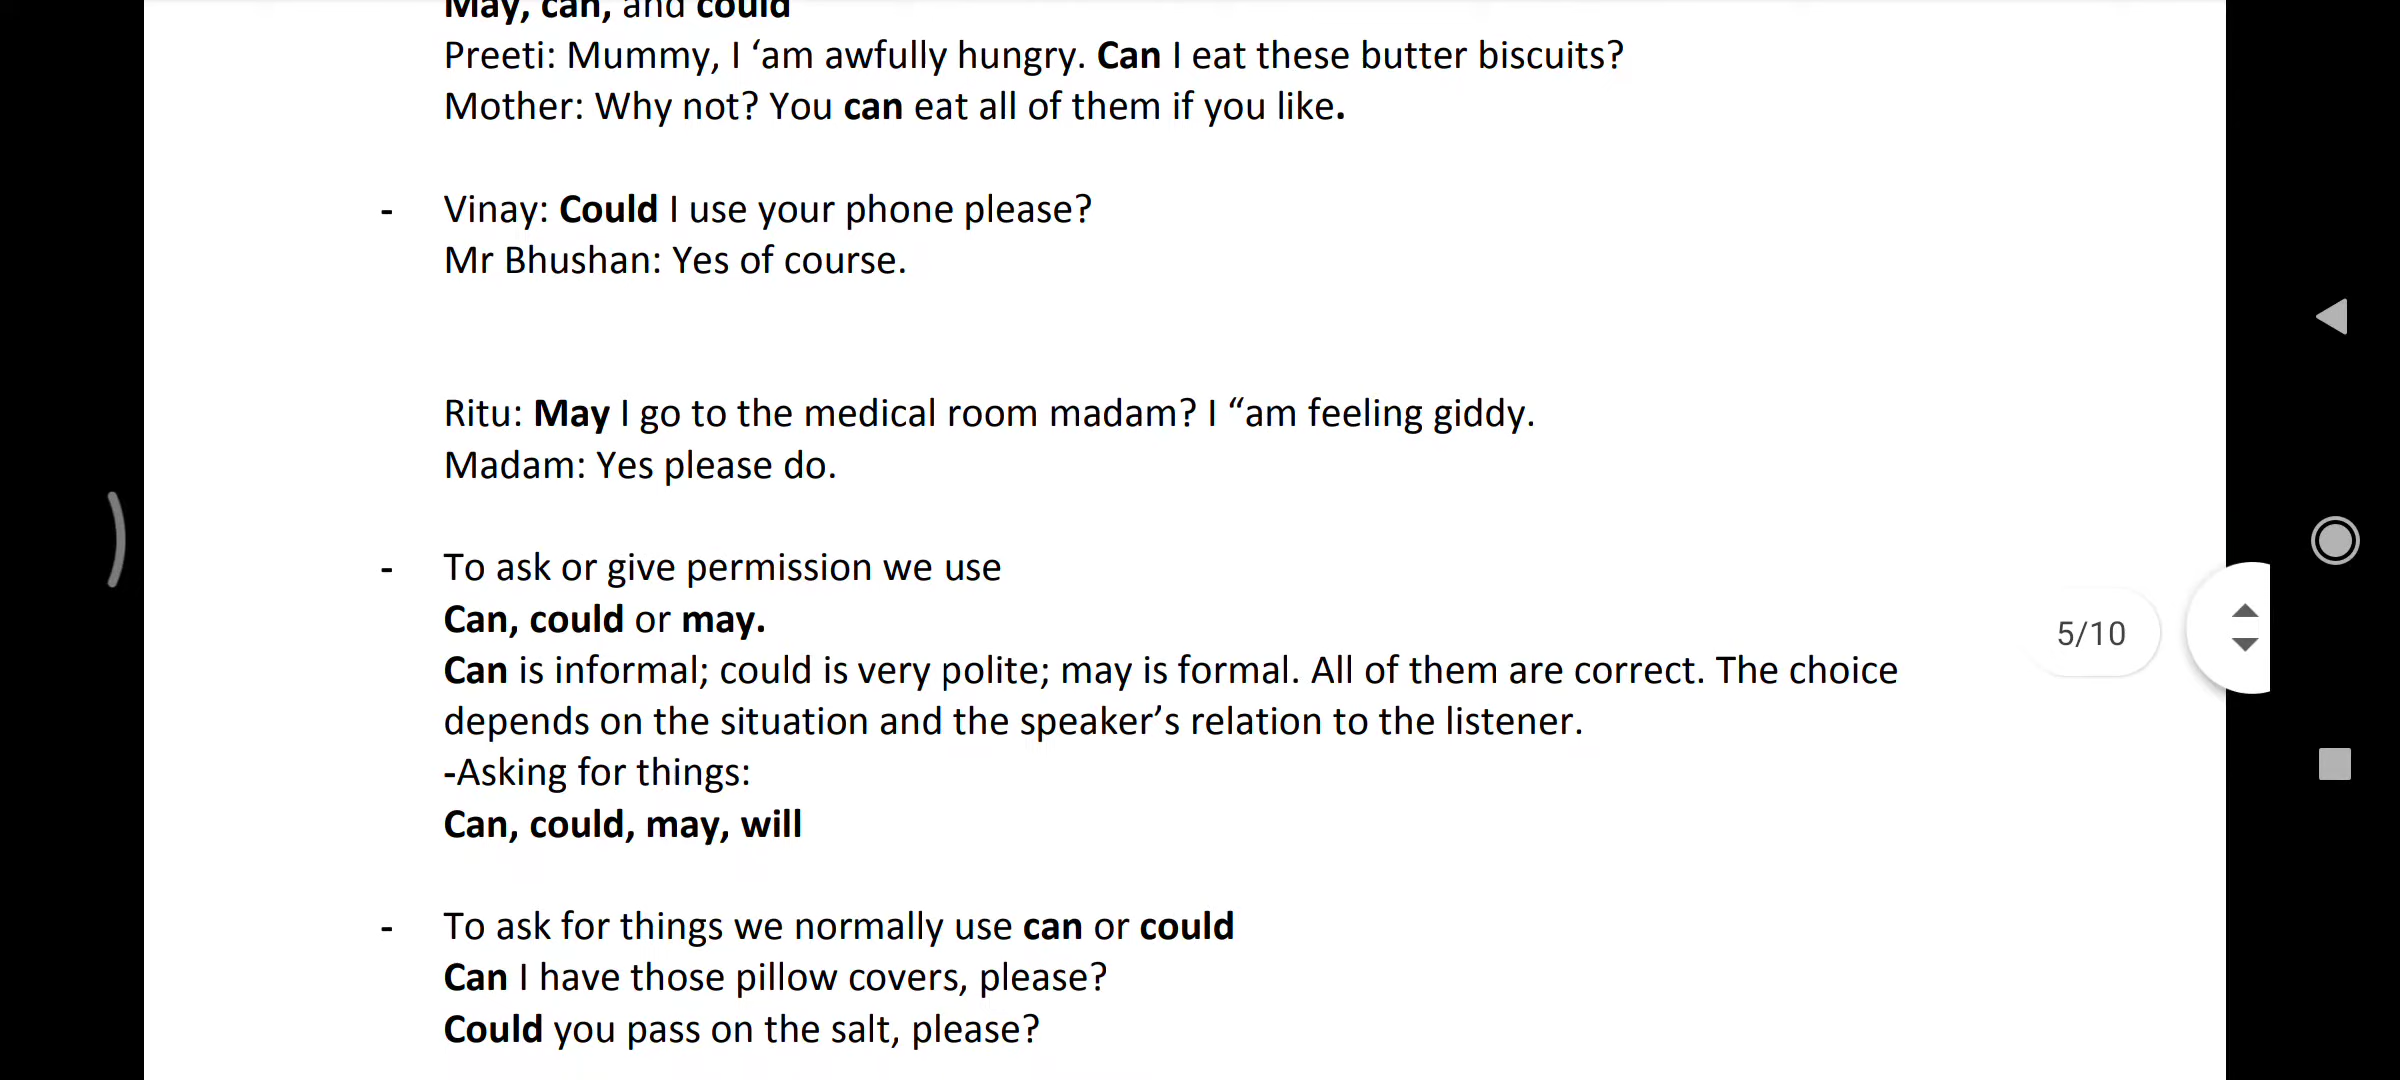 May, can, and could
Preeti: Mummy, I ‘am awfully hungry. Can I eat these butter biscuits?
Mother: Why not? You can eat all of them if you like.
- Vinay: Could I use your phone please?
Mr Bhushan: Yes of course.
Ritu: May I go to the medical room madam? I “am feeling giddy.
Madam: Yes please do.
- To ask or give permission we use
Can, could or may.
Can is informal; could is very polite; may is formal. All of them are correct. The choice
depends on the situation and the speaker’s relation to the listener.
-Asking for things:
Can, could, may, will
- To ask for things we normally use can or could
Can I have those pillow covers, please?
Could you pass on the salt, please?
5/10